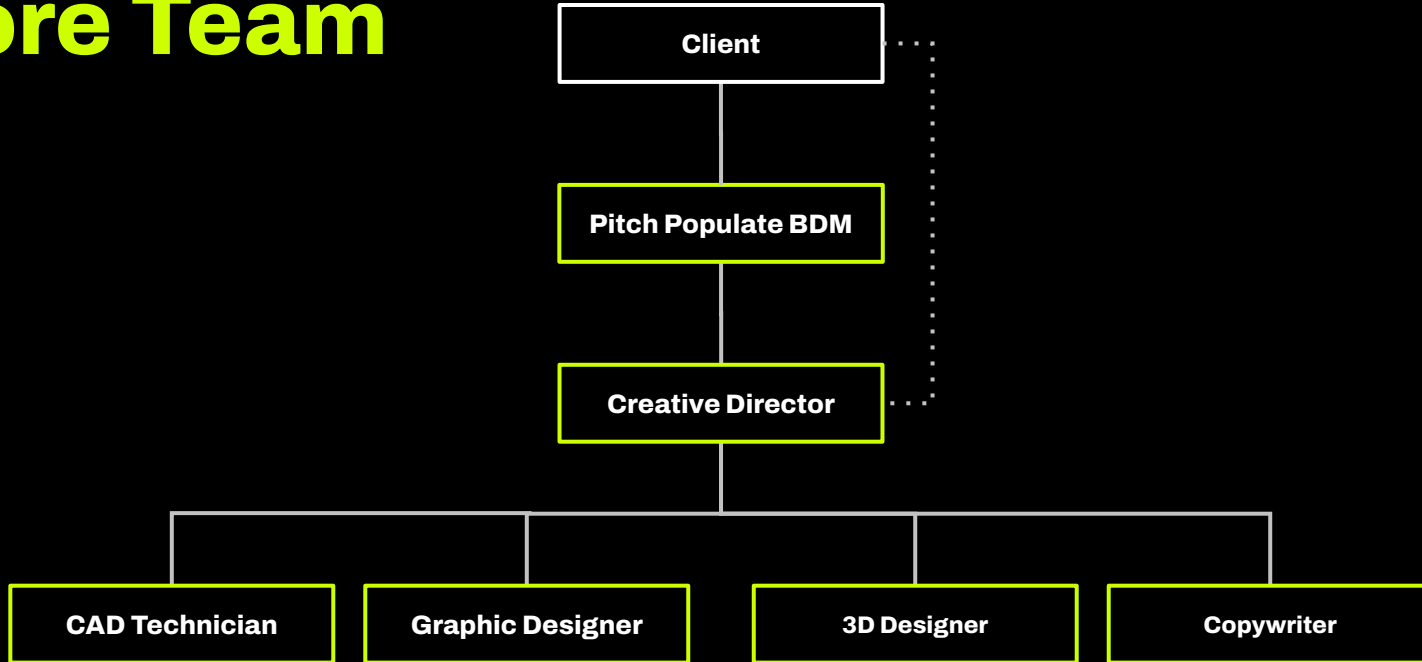 ore Team
Client
Pitch Populate BDM
Creative Director
CAD Technician
Graphic Designer
3D Designer
Copywriter